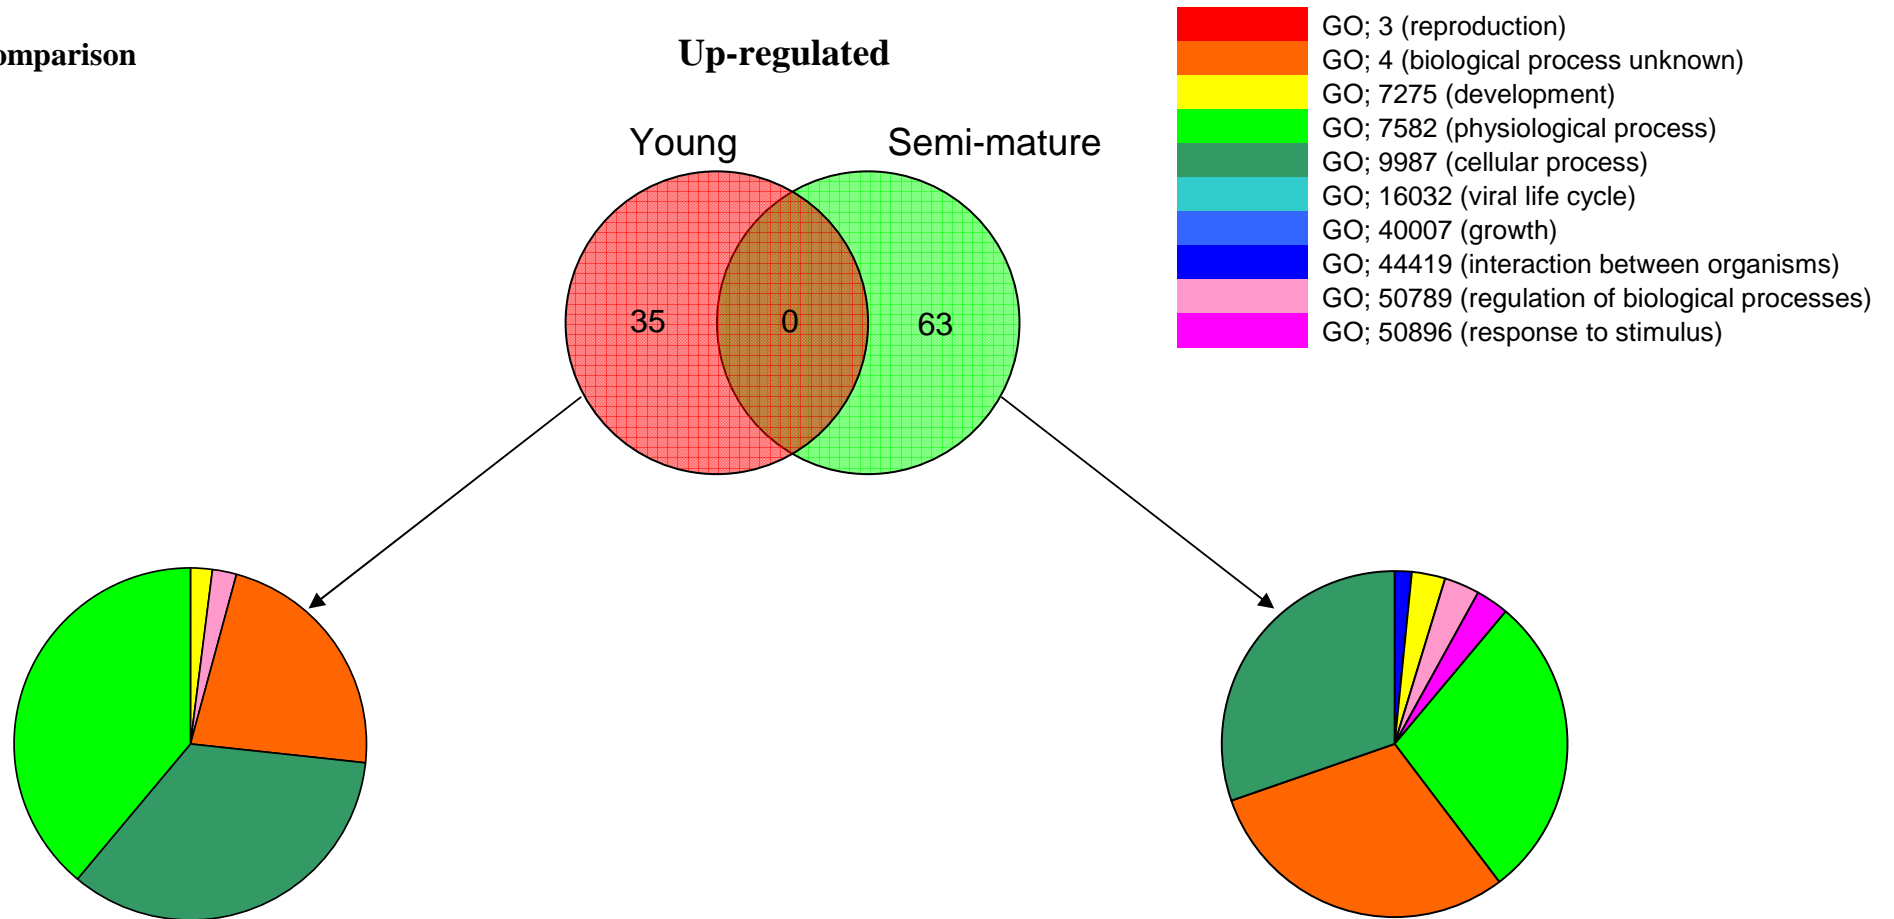 omparison
Up-regulated
GO; 3 (reproduction)
GO; 4 (biological process unknown)
GO; 7275 (development)
GO; 7582 (physiological process)
GO; 9987 (cellular process)
GO; 16032 (viral life cycle)
GO; 40007 (growth)
GO; 44419 (interaction between organisms)
GO; 50789 (regulation of biological processes)
GO; 50896 (response to stimulus)
Young
Semi-mature
35
0
63